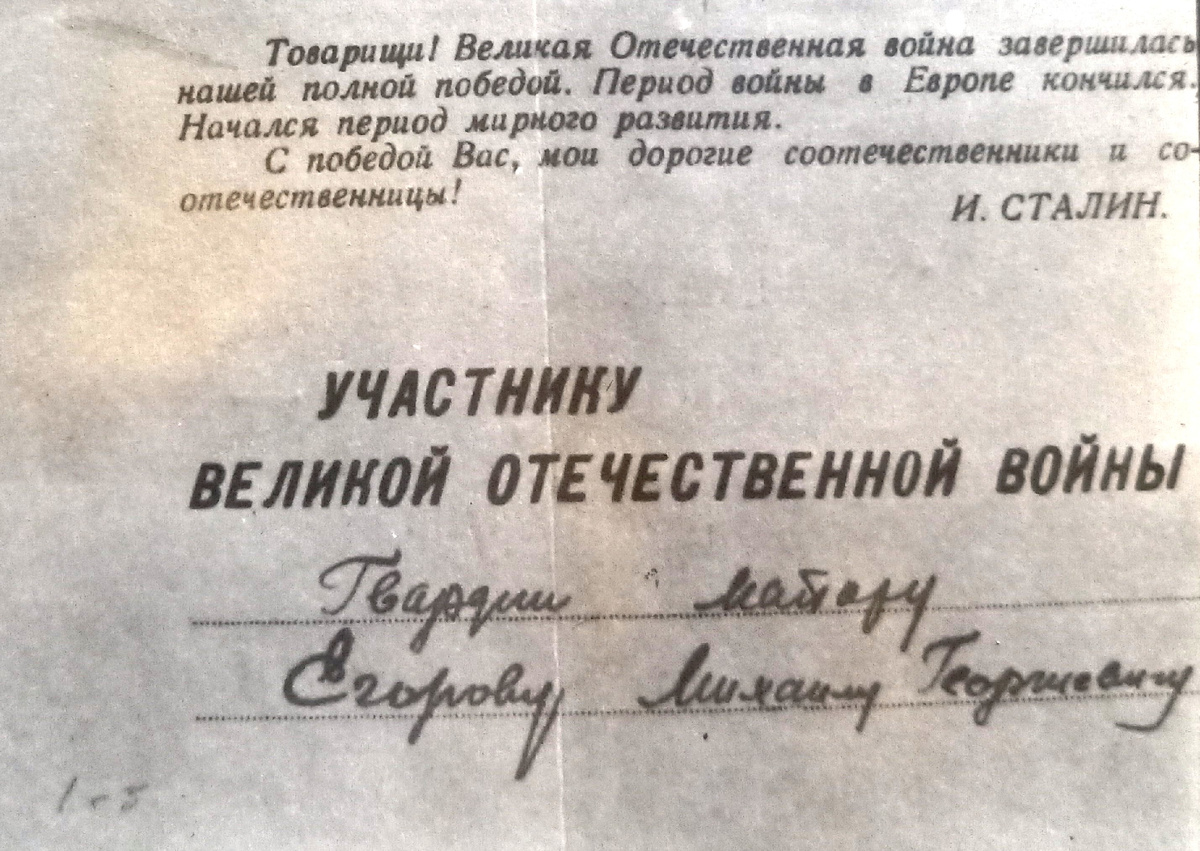 Товарищи! Великая Отечественная война завершилась
нашей полной победой. Период войны в Европе кончился.
Начался период мирного развития.
С победой Вас, мои дорогие соотечественники и со-
отечественницы!
И. СТАЛИН.
УЧАСТНИКУ
ВЕЛИКОЙ ОТЕЧЕСТВЕННОЙ ВОЙНЫ
Гвардии майору
Егорову Михаилу Георгиевичу